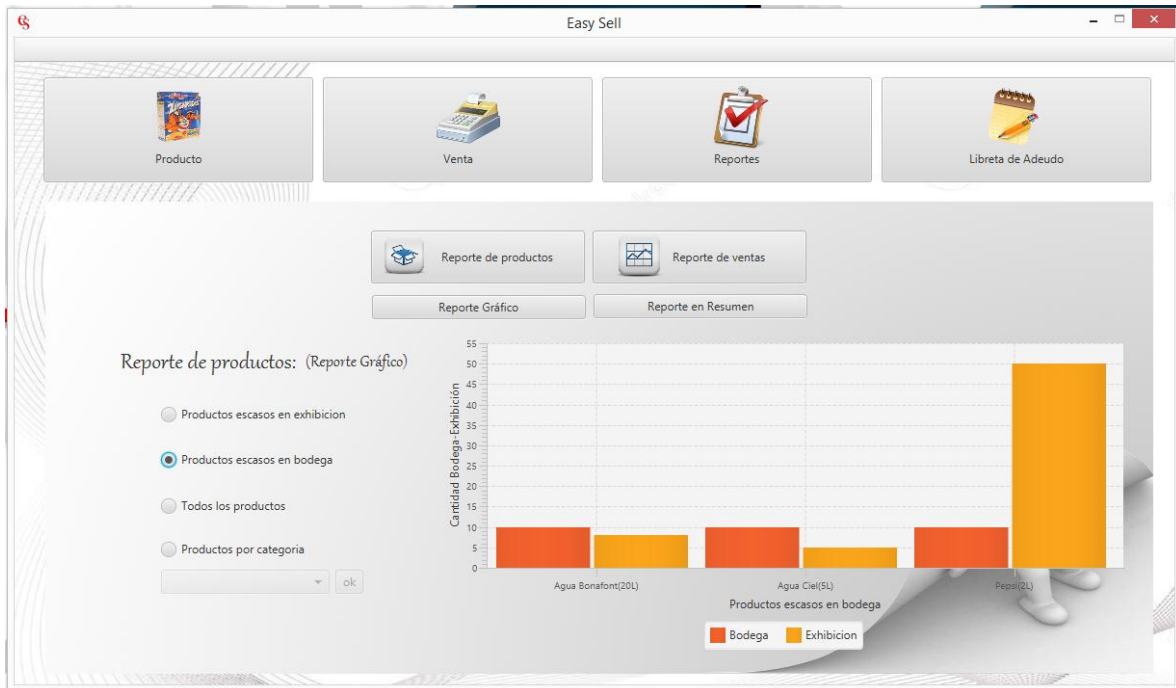 Easy Sell
Producto
Venta
Reportes
Libreta de Adeudo
Reporte de productos
Reporte de ventas
Reporte Gráfico
Reporte en Resumen
Reporte de productos: (Reporte Gráfico)
Productos escasos en exhibicion
Productos escasos en bodega
Todos los productos
Productos por categoria
ok
Cantidad Bodega-Exhibición
55
50
45
40
35
30
25
20
15
10
5
0
Agua Bonafont(20L)
Agua Ciel(5L)
Pepsi(2L)
Productos escasos en bodega
Bodega
Exhibicion